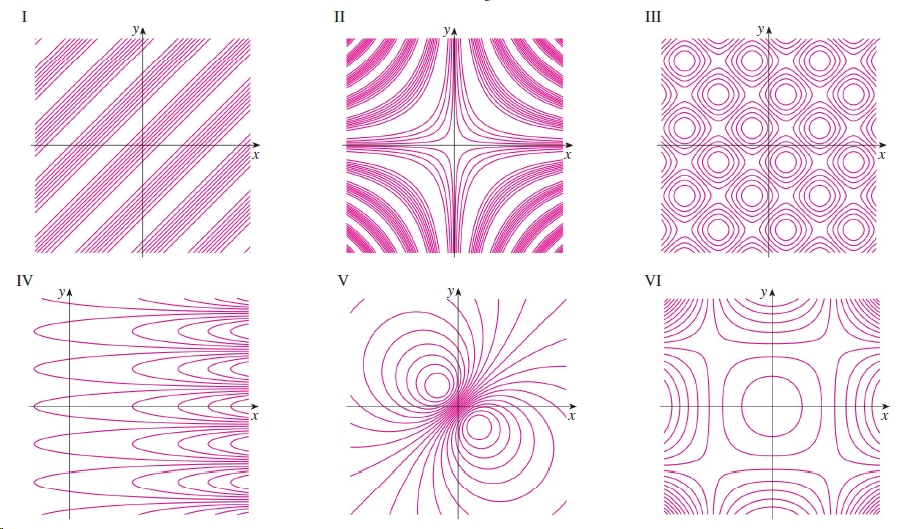 I II III
y y y
x x x
IV V VI
y y y
x x x